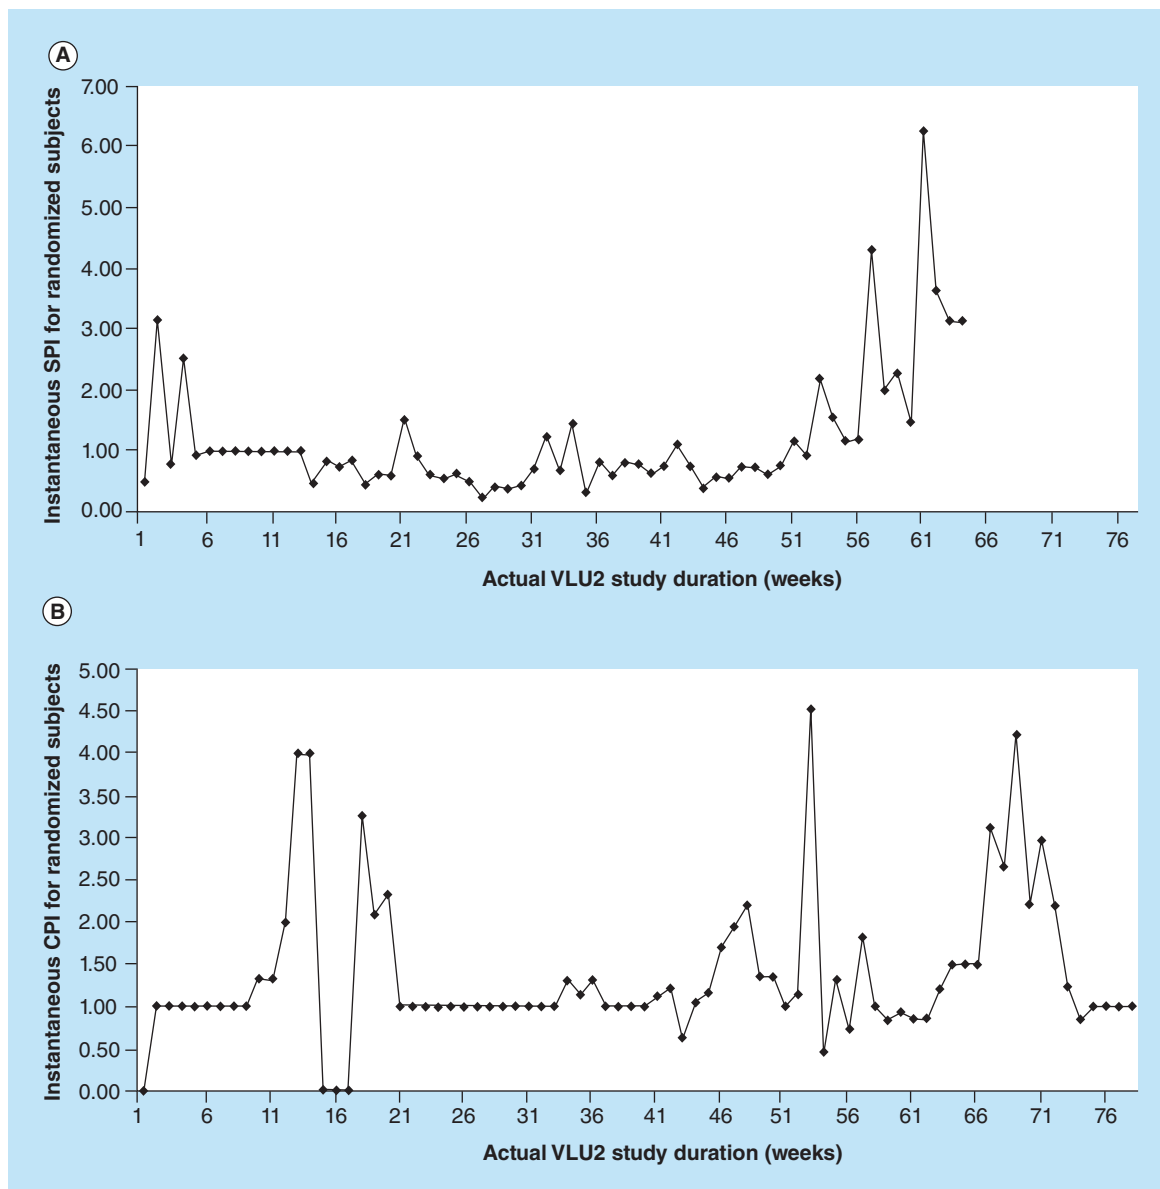 A
Instantaneous SPI for randomized subjects
7.00
6.00
5.00
4.00
3.00
2.00
1.00
0.00
1 6 11 16 21 26 31 36 41 46 51 56 61 66 71 76
Actual VLU2 study duration (weeks)
B
Instantaneous CPI for randomized subjects
5.00
4.50
4.00
3.50
3.00
2.50
2.00
1.50
1.00
0.50
0.00
1 6 11 16 21 26 31 36 41 46 51 56 61 66 71 76
Actual VLU2 study duration (weeks)